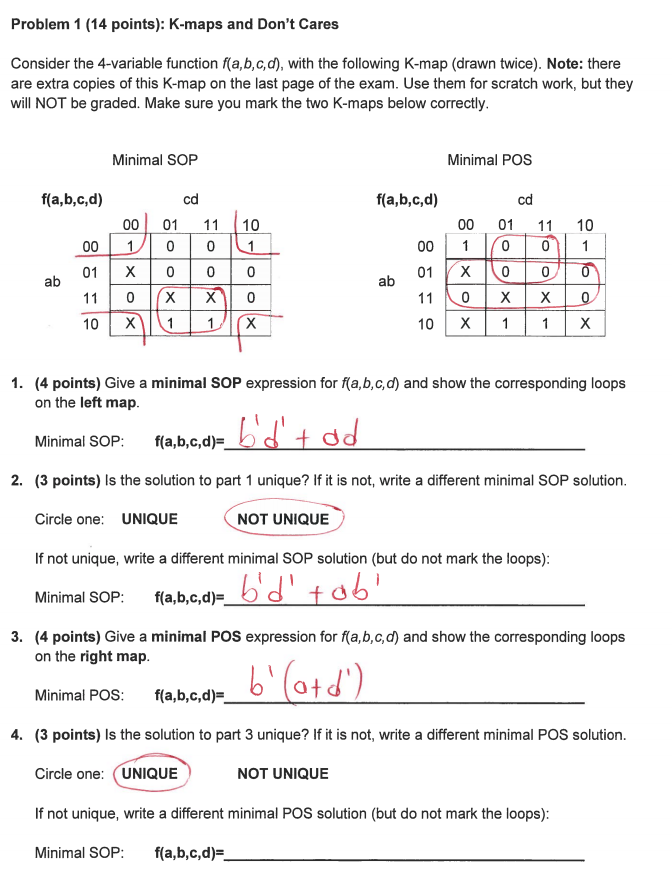 Problem 1 (14 points): K-maps and Don't Cares
Consider the 4-variable function f(a,b,c,d), with the following K-map (drawn twice). Note: there
are extra copies of this K-map on the last page of the exam. Use them for scratch work, but they
will NOT be graded. Make sure you mark the two K-maps below correctly.
Minimal SOP Minimal POS
f(a,b,c,d) cd f(a,b,c,d) cd
00 01 11 10 00 01 11 10
00 1 0 0 1 00 1 0 0 1
01 X 0 0 0 01 X 0 0 0
ab ab
11 0 X X 0 11 0 X X 0
10 X 1 1 X 10 X 1 1 X
1. (4 points) Give a minimal SOP expression for f(a,b,c,d) and show the corresponding loops
on the left map.
Minimal SOP: f(a,b,c,d)= b'd' + ad
2. (3 points) Is the solution to part 1 unique? If it is not, write a different minimal SOP solution.
Circle one: UNIQUE NOT UNIQUE
If not unique, write a different minimal SOP solution (but do not mark the loops):
Minimal SOP: f(a,b,c,d)= b'd' + ab'
3. (4 points) Give a minimal POS expression for f(a,b,c,d) and show the corresponding loops
on the right map.
Minimal POS: f(a,b,c,d)= b'(a+d')
4. (3 points) Is the solution to part 3 unique? If it is not, write a different minimal POS solution.
Circle one: UNIQUE NOT UNIQUE
If not unique, write a different minimal POS solution (but do not mark the loops):
Minimal SOP: f(a,b,c,d)=